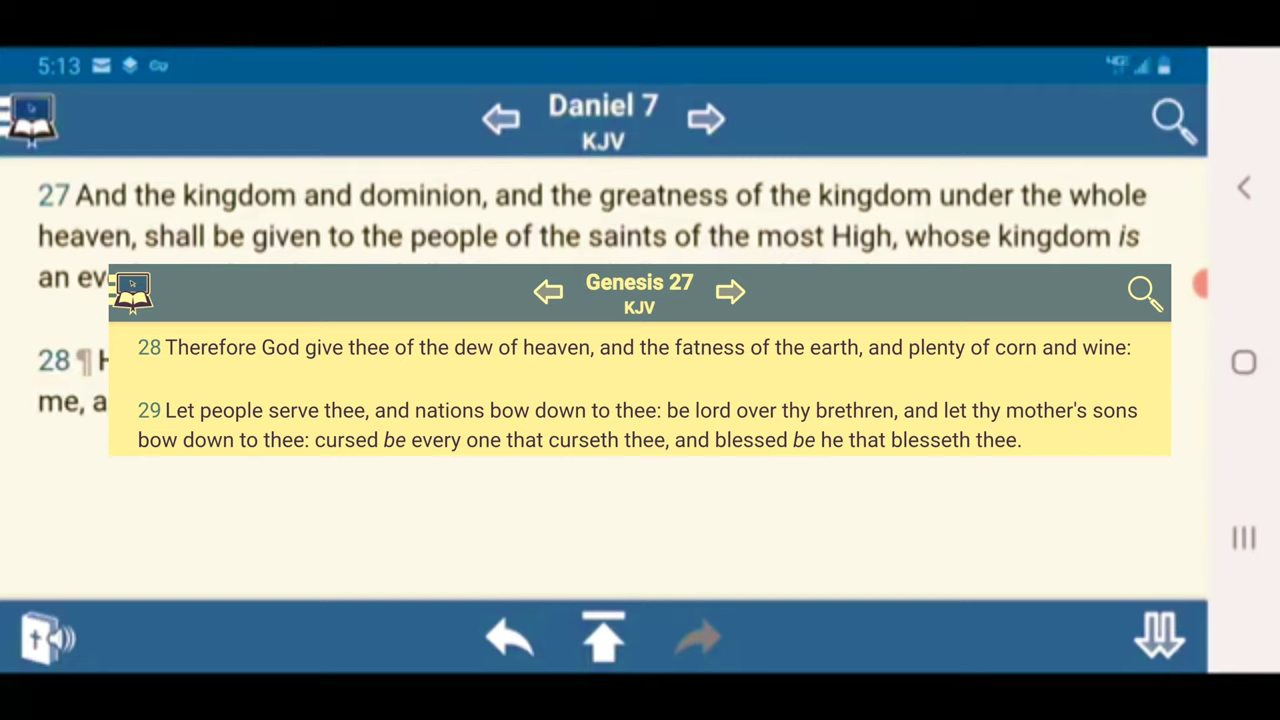 5:13
Daniel 7
KJV
27 And the kingdom and dominion, and the greatness of the kingdom under the whole
heaven, shall be given to the people of the saints of the most High, whose kingdom is
an ev
Genesis 27
KJV
28 Therefore God give thee of the dew of heaven, and the fatness of the earth, and plenty of corn and wine:
29 Let people serve thee, and nations bow down to thee: be lord over thy brethren, and let thy mother's sons
bow down to thee: cursed be every one that curseth thee, and blessed be he that blesseth thee.
28 ¶ H
me, a